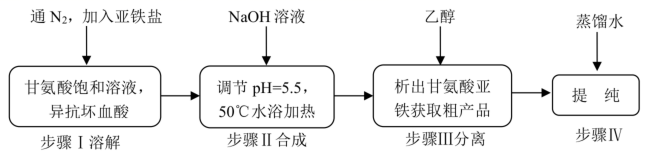 通 N₂，加入亚铁盐
NaOH 溶液
乙醇
蒸馏水
甘氨酸饱和溶液，
异抗坏血酸
调节 pH=5.5，
50℃水浴加热
析出甘氨酸亚
铁获取粗产品
提 纯
步骤Ⅰ溶解
步骤Ⅱ合成
步骤Ⅲ分离
步骤Ⅳ